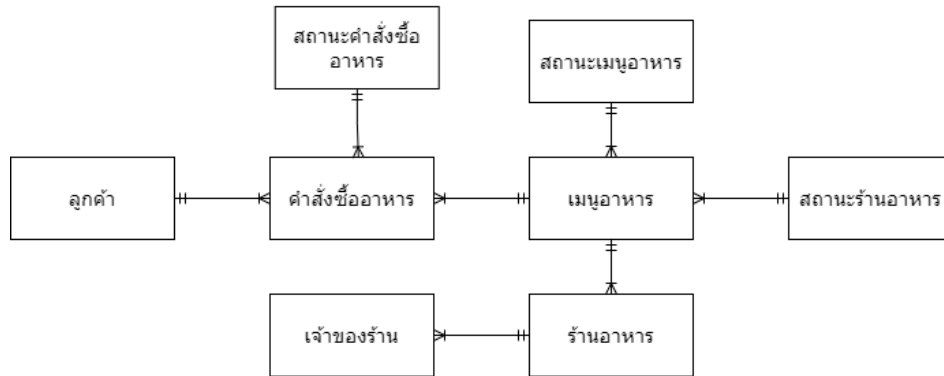 สถานะคำสั่งซื้อ
อาหาร
สถานะเมนูอาหาร
ลูกค้า
คำสั่งซื้ออาหาร
เมนูอาหาร
สถานะร้านอาหาร
เจ้าของร้าน
ร้านอาหาร